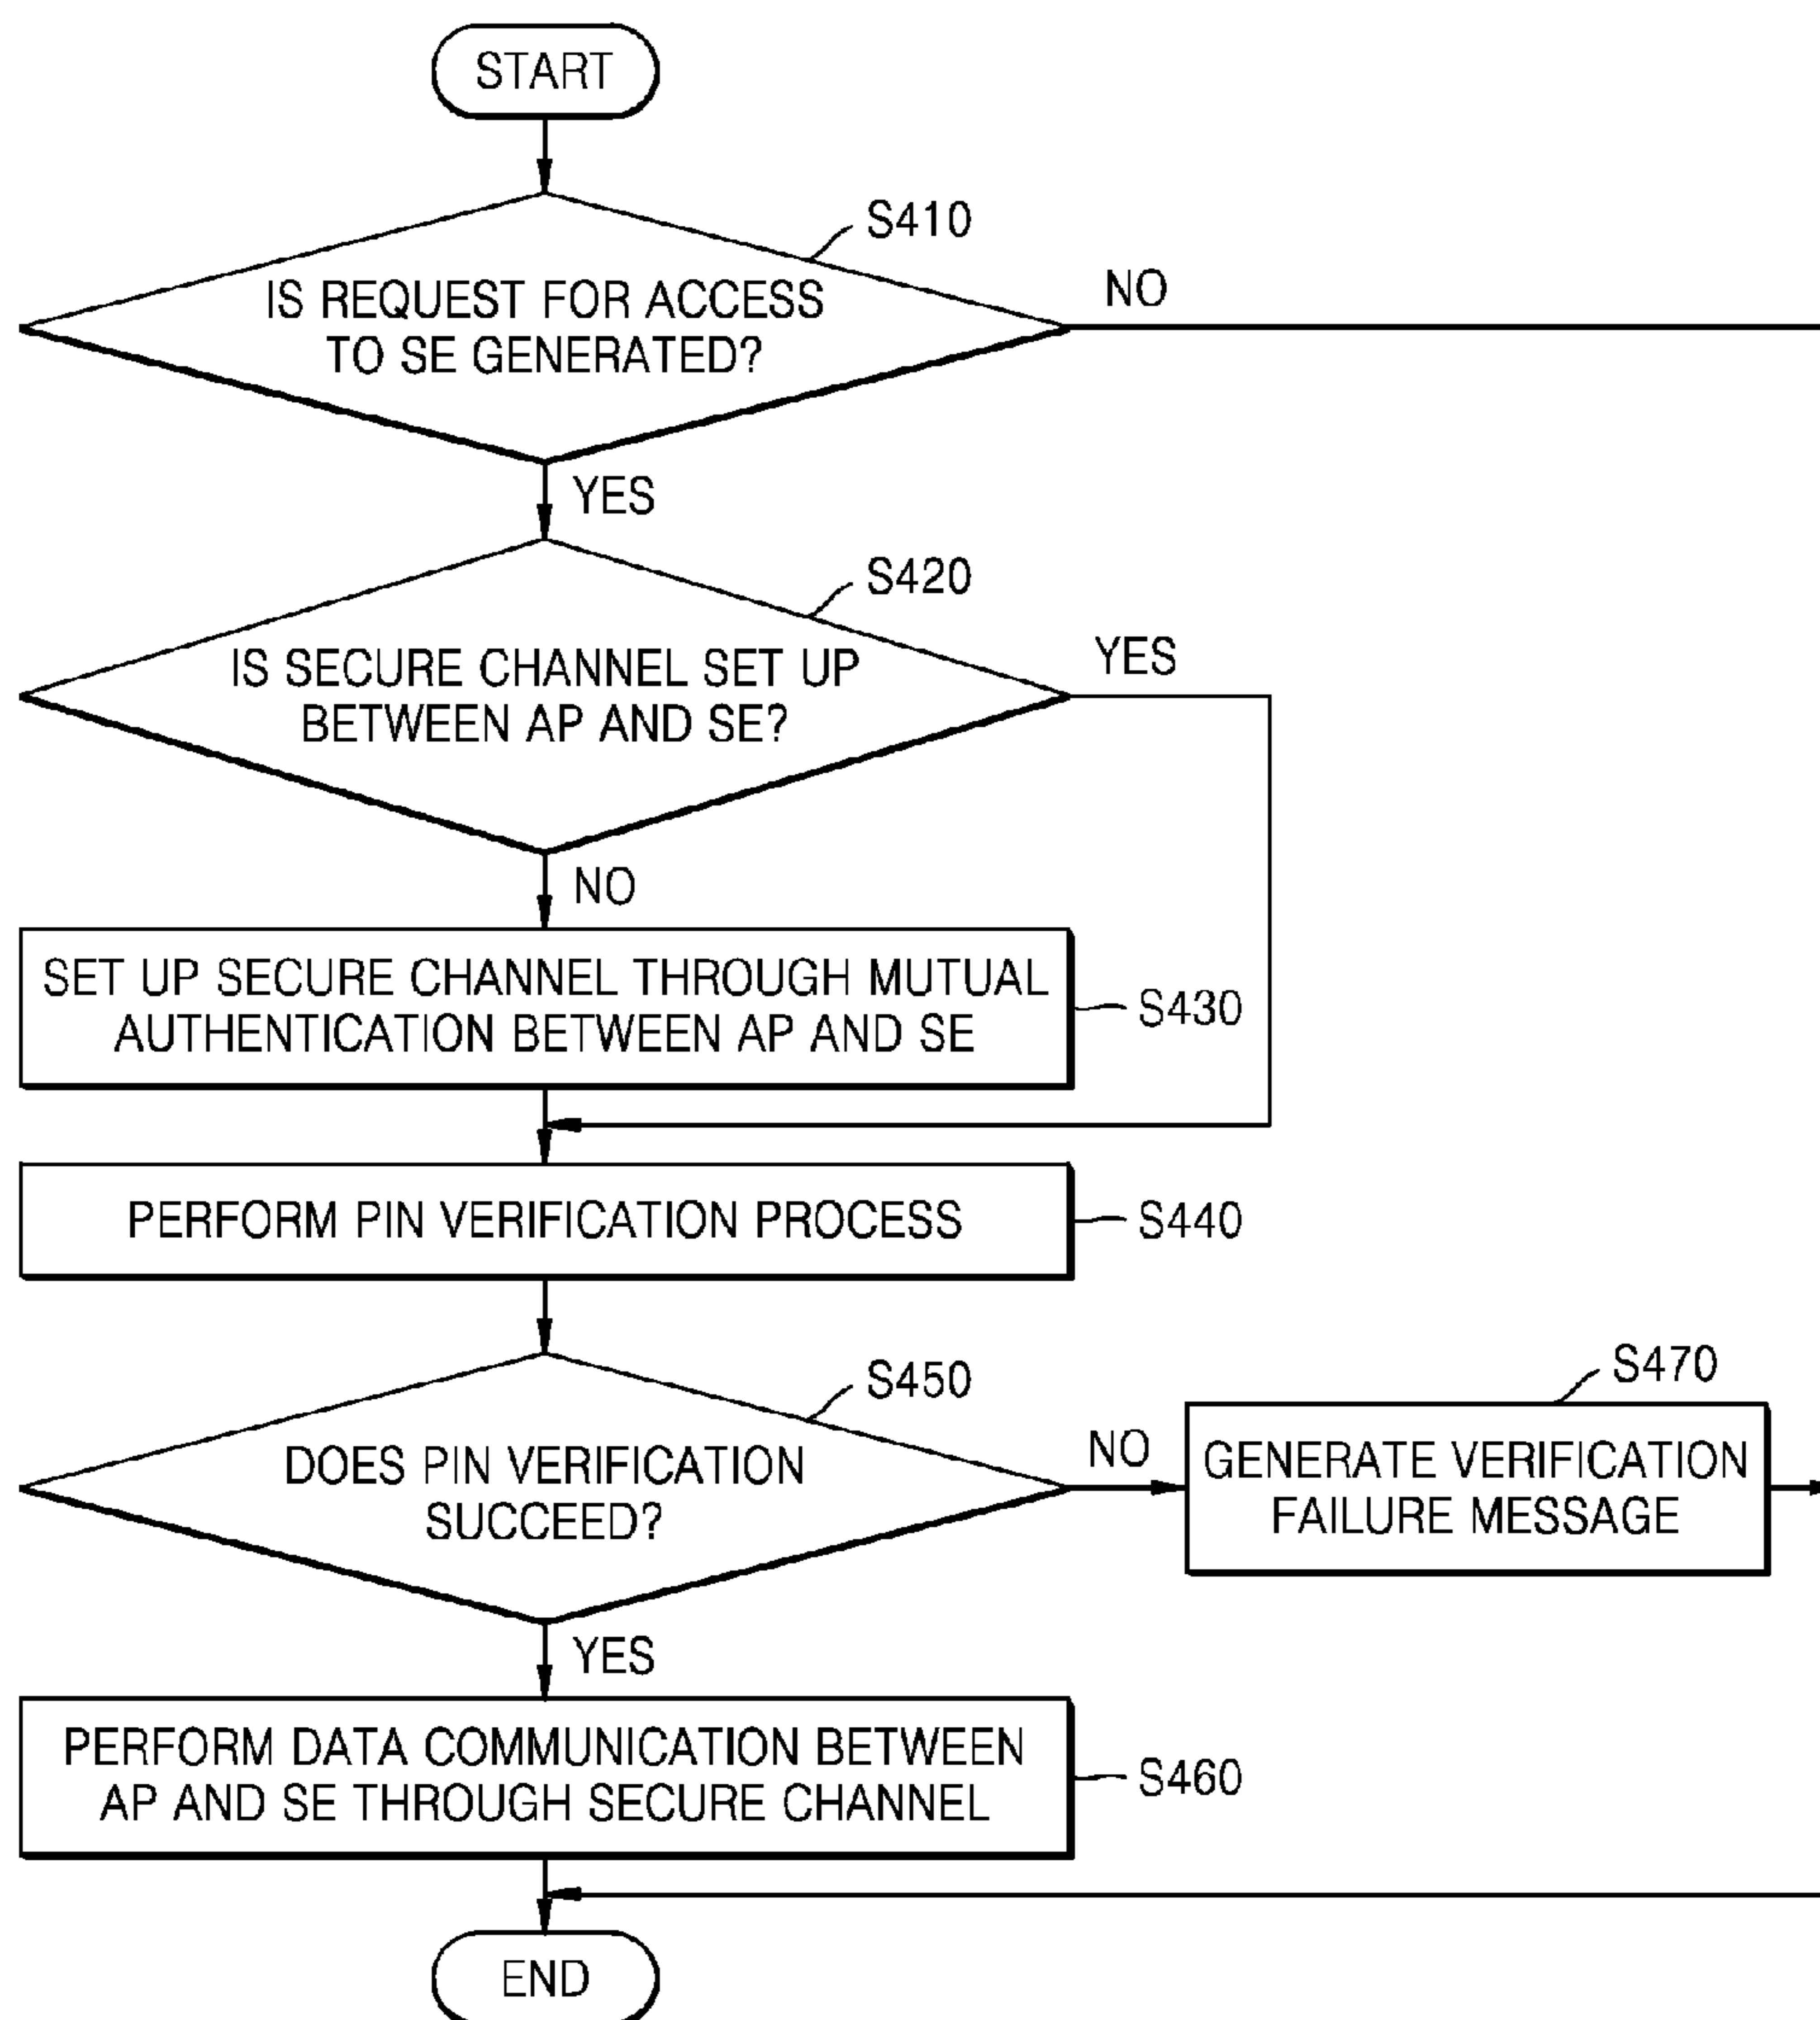 START
S410
IS REQUEST FOR ACCESS
TO SE GENERATED?
NO
YES
S420
IS SECURE CHANNEL SET UP
BETWEEN AP AND SE?
YES
NO
SET UP SECURE CHANNEL THROUGH MUTUAL
AUTHENTICATION BETWEEN AP AND SE
S430
PERFORM PIN VERIFICATION PROCESS
S440
S450
DOES PIN VERIFICATION
SUCCEED?
NO
S470
GENERATE VERIFICATION
FAILURE MESSAGE
YES
PERFORM DATA COMMUNICATION BETWEEN
AP AND SE THROUGH SECURE CHANNEL
S460
END